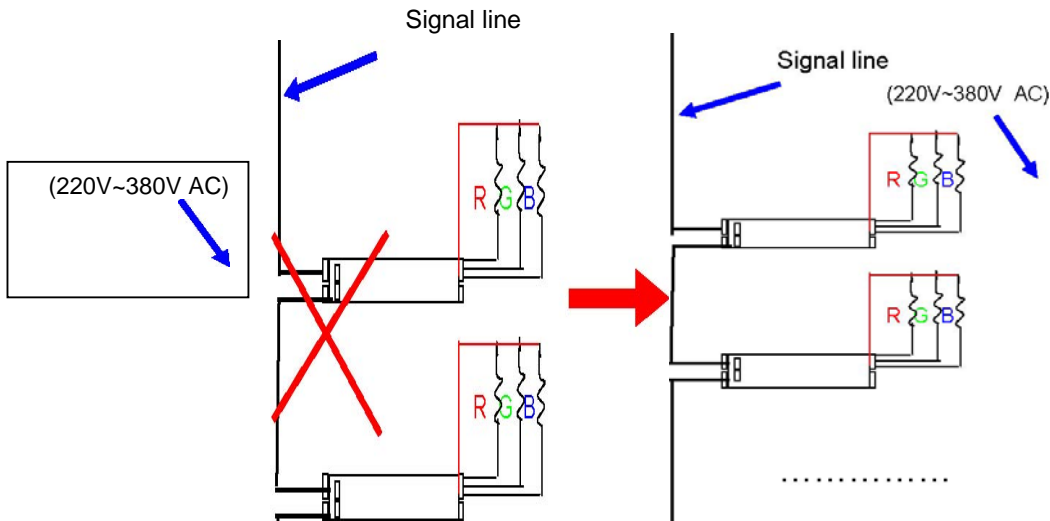 Signal line
(220V~380V AC)
R G B
R G B
Signal line
(220V~380V AC)
R G B
R G B
..............